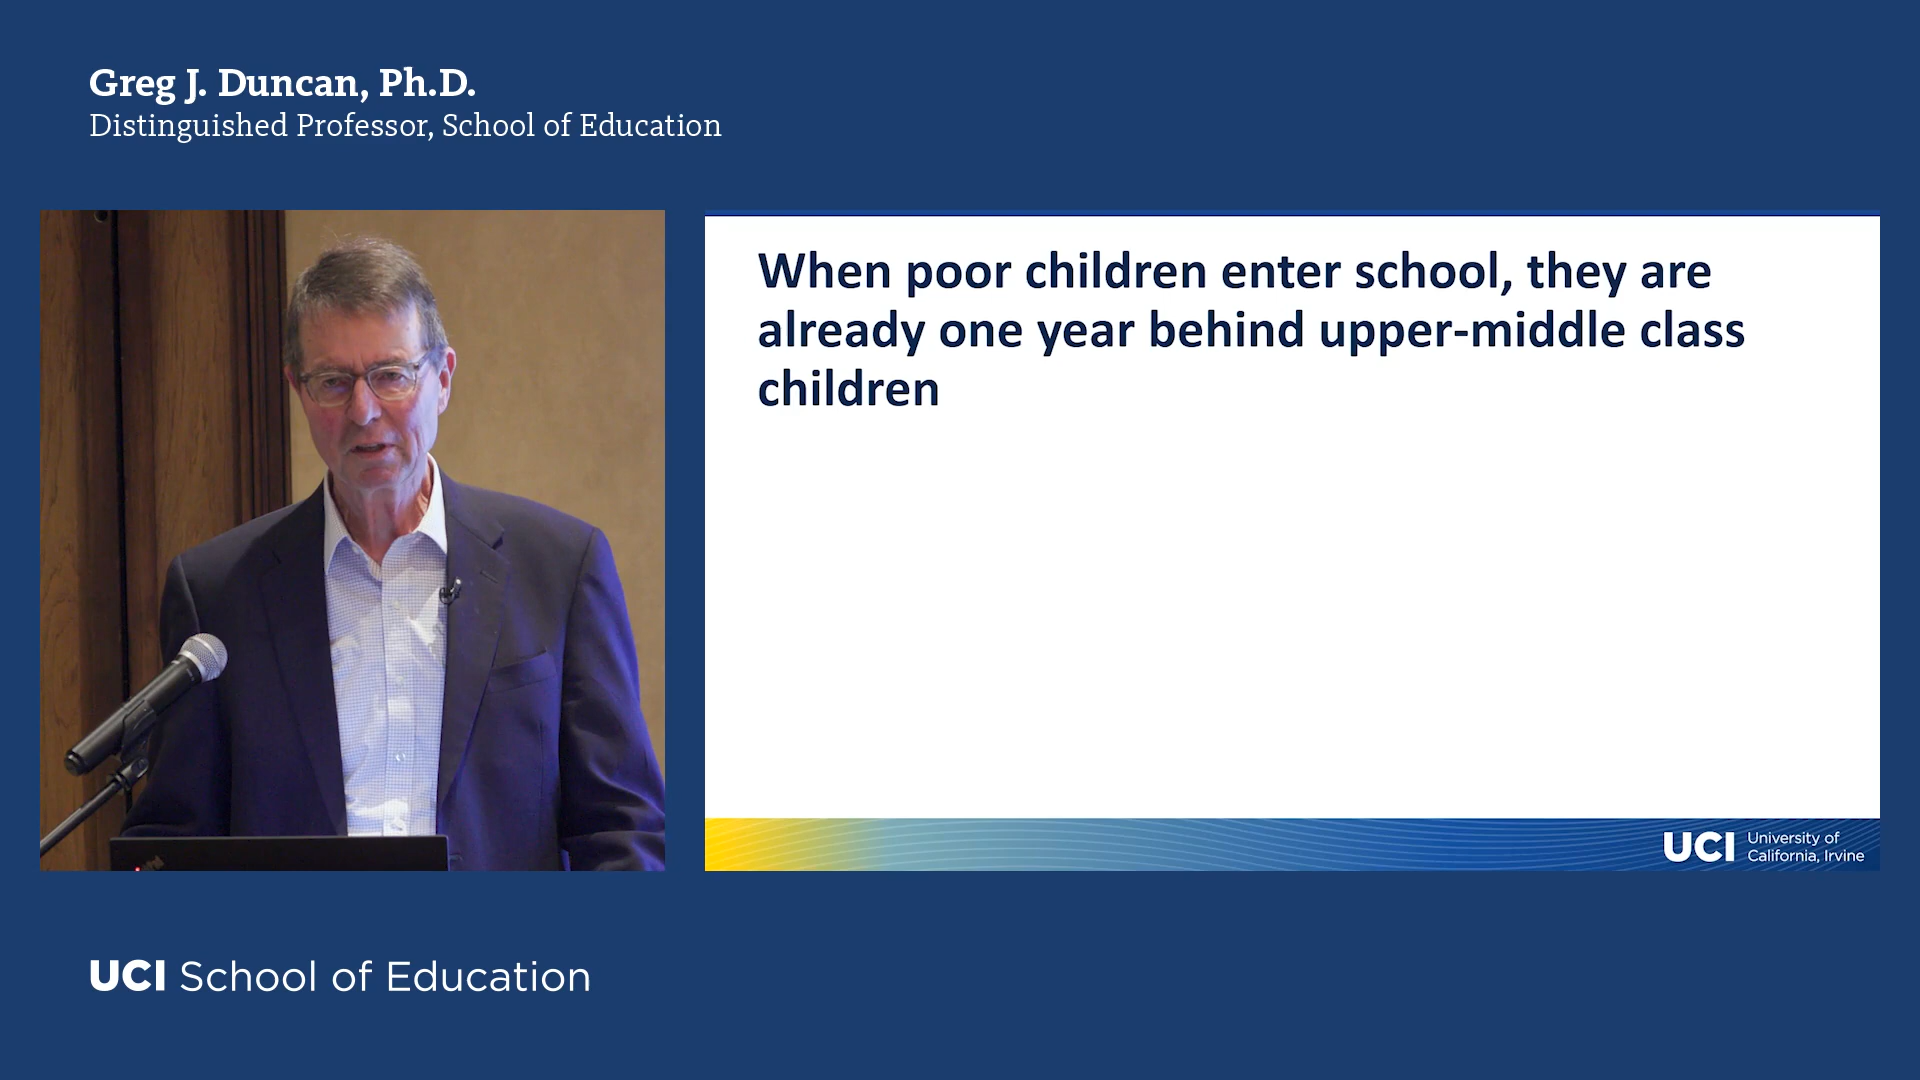 Greg J. Duncan, Ph.D.
Distinguished Professor, School of Education
When poor children enter school, they are
already one year behind upper-middle class
children
UCI University of
California, Irvine
UCI School of Education